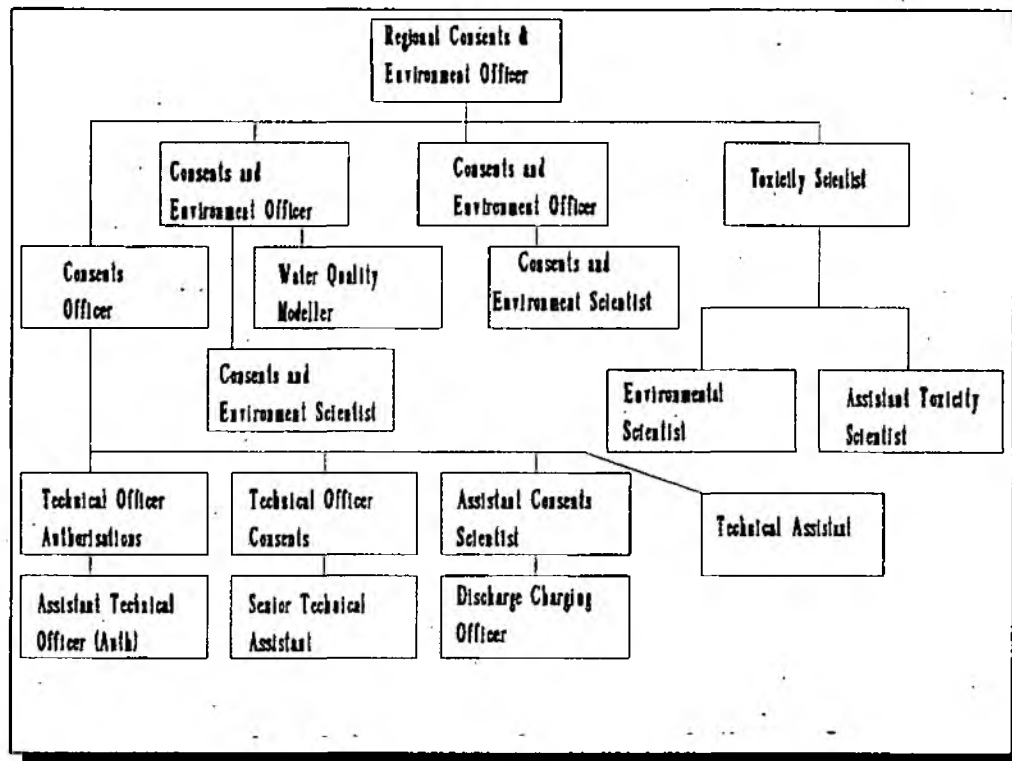 Regional Consents &
Environment Officer
Consents and
Environment Officer
Consents and
Environment Officer
Toxicity Scientist
Consents
Officer
Water Quality
Modeller
Consents and
Environment Scientist
Consents and
Environment Scientist
Environmental
Scientist
Assistant Toxicity
Scientist
Technical Officer
Authorisations
Technical Officer
Consents
Assistant Consents
Scientist
Technical Assistant
Assistant Technical
Officer (Auth)
Senior Technical
Assistant
Discharge Charging
Officer